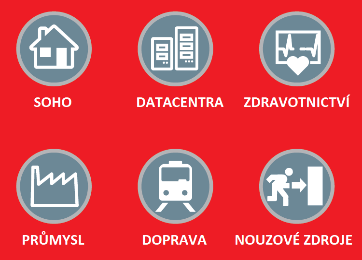 SOHO
DATACENTRA
ZDRAVOTNICTVÍ
PRŮMYSL
DOPRAVA
NOUZOVÉ ZDROJE